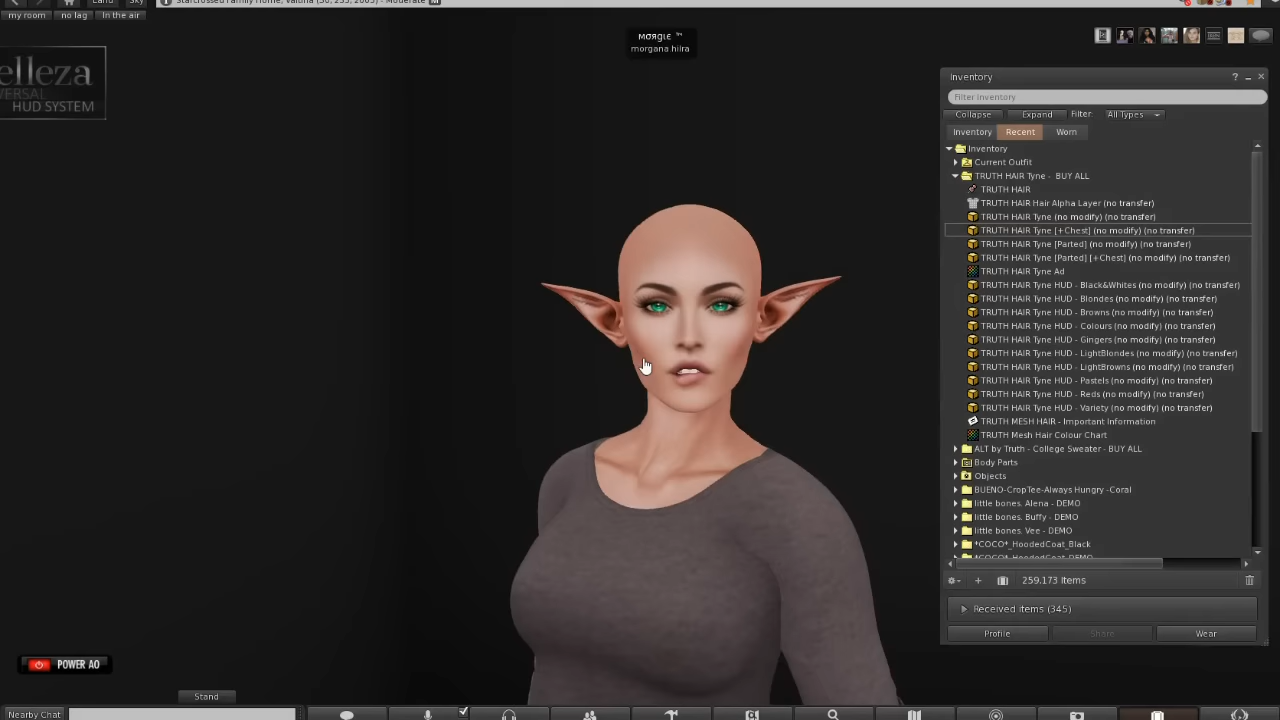 Land
Sky
Starcrossed Family Home, Valuna (50, 235, 2003) - Moderate
my room
no lag
In the air
elleza
VERSAL
HUD SYSTEM
ᴍσʀgιє ™
morgana hilra
Inventory
?
Filter Inventory
Collapse
Expand
Filter:
All Types
Inventory
Recent
Worn
Inventory
Current Outfit
TRUTH HAIR Tyne - BUY ALL
TRUTH HAIR
TRUTH HAIR Hair Alpha Layer (no transfer)
TRUTH HAIR Tyne (no modify) (no transfer)
TRUTH HAIR Tyne [+Chest] (no modify) (no transfer)
TRUTH HAIR Tyne [Parted] (no modify) (no transfer)
TRUTH HAIR Tyne [Parted] [+Chest] (no modify) (no transfer)
TRUTH HAIR Tyne Ad
TRUTH HAIR Tyne HUD - Black&Whites (no modify) (no transfer)
TRUTH HAIR Tyne HUD - Blondes (no modify) (no transfer)
TRUTH HAIR Tyne HUD - Browns (no modify) (no transfer)
TRUTH HAIR Tyne HUD - Colours (no modify) (no transfer)
TRUTH HAIR Tyne HUD - Gingers (no modify) (no transfer)
TRUTH HAIR Tyne HUD - LightBlondes (no modify) (no transfer)
TRUTH HAIR Tyne HUD - LightBrowns (no modify) (no transfer)
TRUTH HAIR Tyne HUD - Pastels (no modify) (no transfer)
TRUTH HAIR Tyne HUD - Reds (no modify) (no transfer)
TRUTH HAIR Tyne HUD - Variety (no modify) (no transfer)
TRUTH MESH HAIR - Important Information
TRUTH Mesh Hair Colour Chart
ALT by Truth - College Sweater - BUY ALL
Body Parts
Objects
BUENO-CropTee-Always Hungry -Coral
little bones. Alena - DEMO
little bones. Buffy - DEMO
little bones. Vee - DEMO
*COCO*_HoodedCoat_Black
*COCO*_HoodedCoat_DEMO
259,173 Items
Received items (345)
Profile
Share
Wear
POWER AO
Stand
Nearby Chat